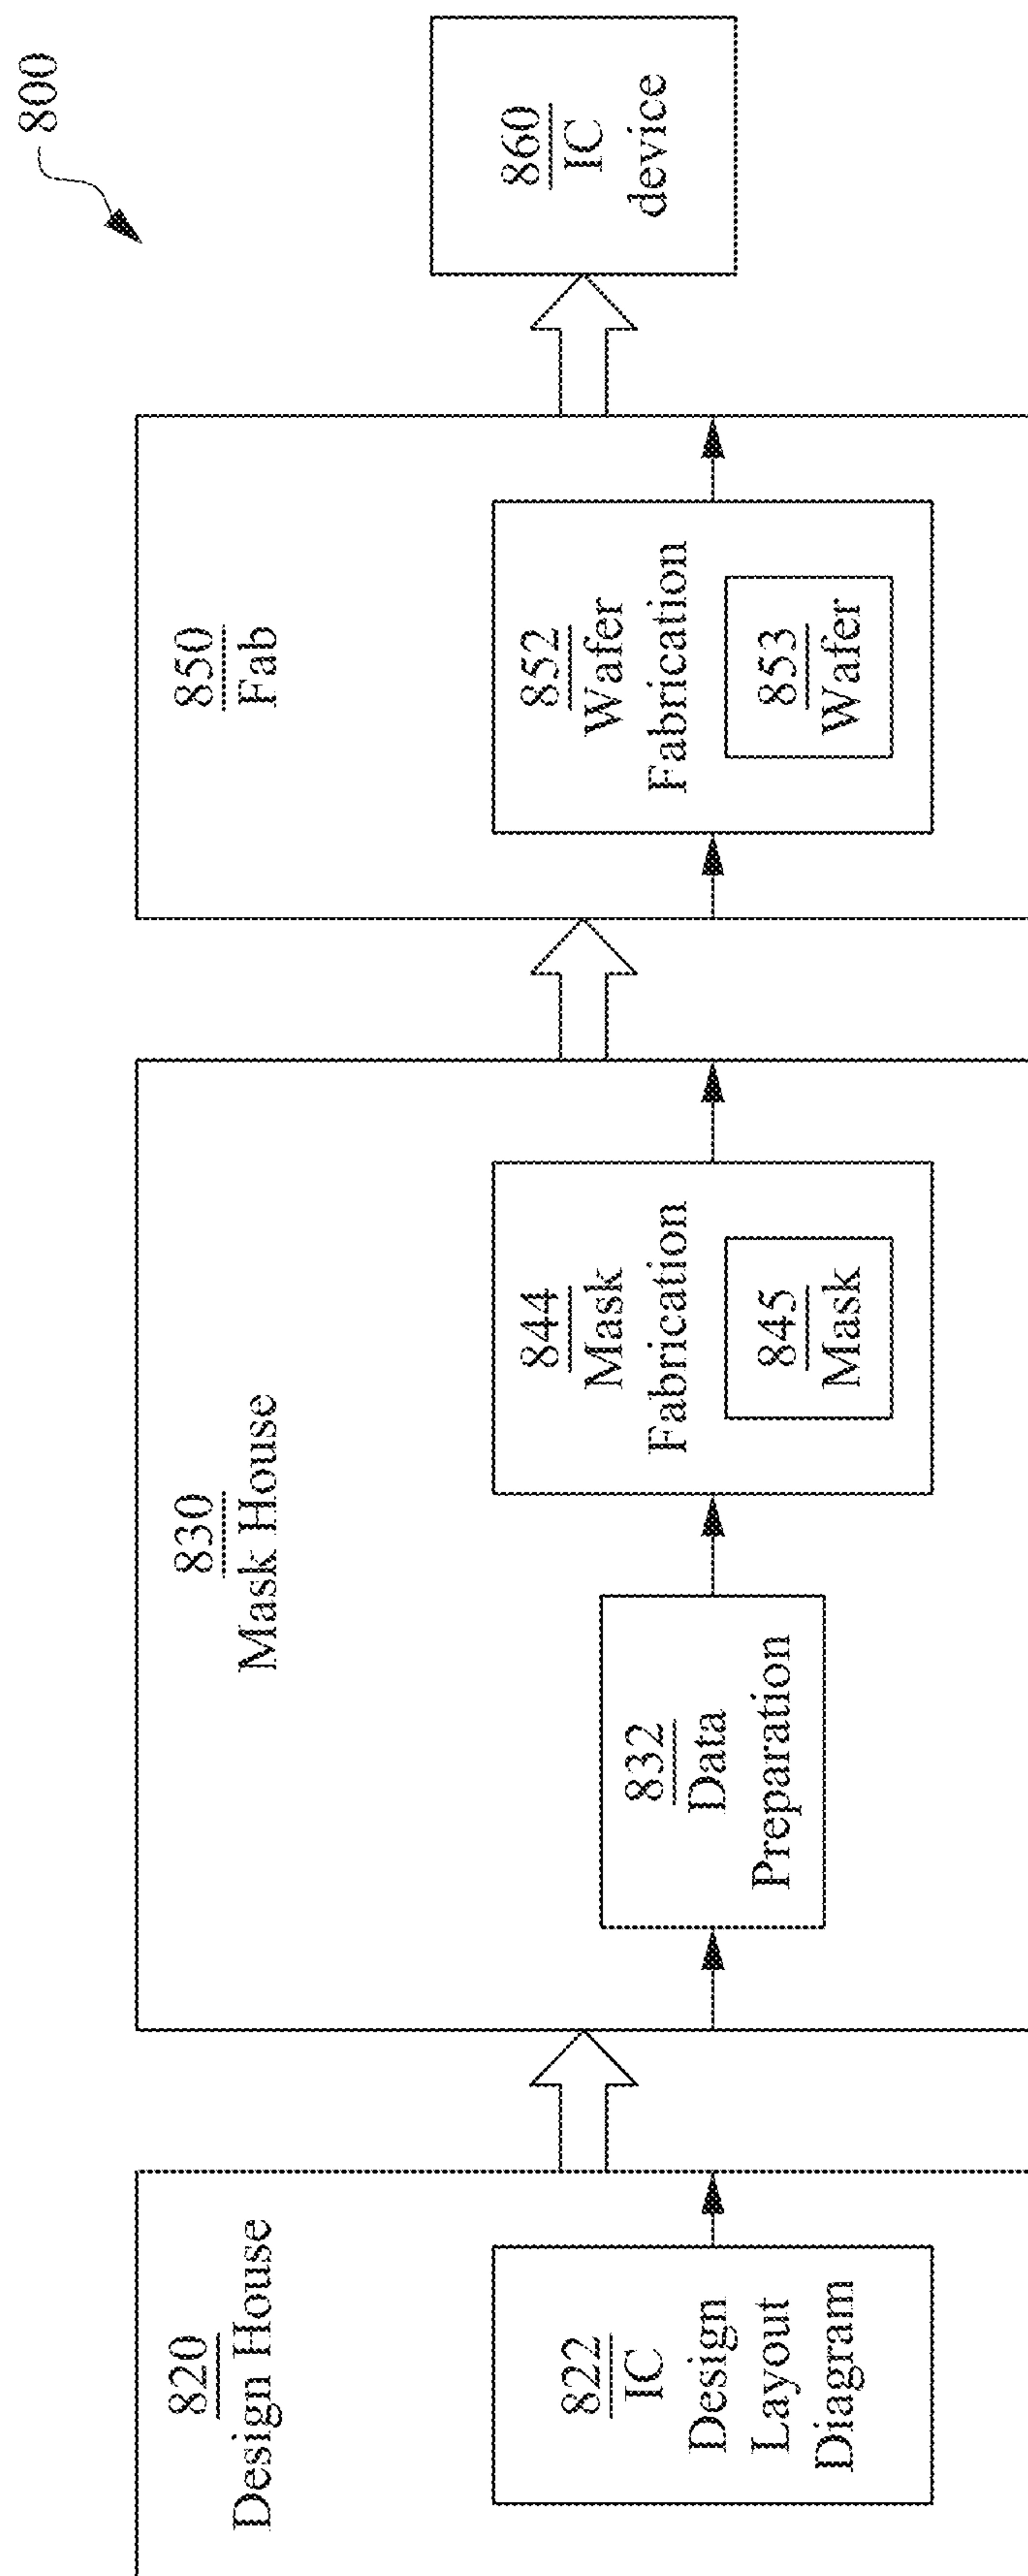 800
820
Design House
822
IC
Design
Layout
Diagram
830
Mask House
832
Data
Preparation
844
Mask
Fabrication
845
Mask
850
Fab
852
Wafer
Fabrication
853
Wafer
860
IC
device